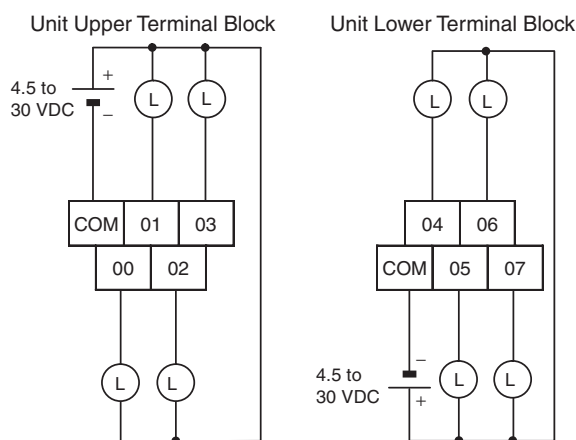 Unit Upper Terminal Block
4.5 to
30 VDC
+
−
L
L
COM 01 03
00 02
L
L
Unit Lower Terminal Block
L
L
04 06
COM 05 07
4.5 to
30 VDC
−
+
L
L